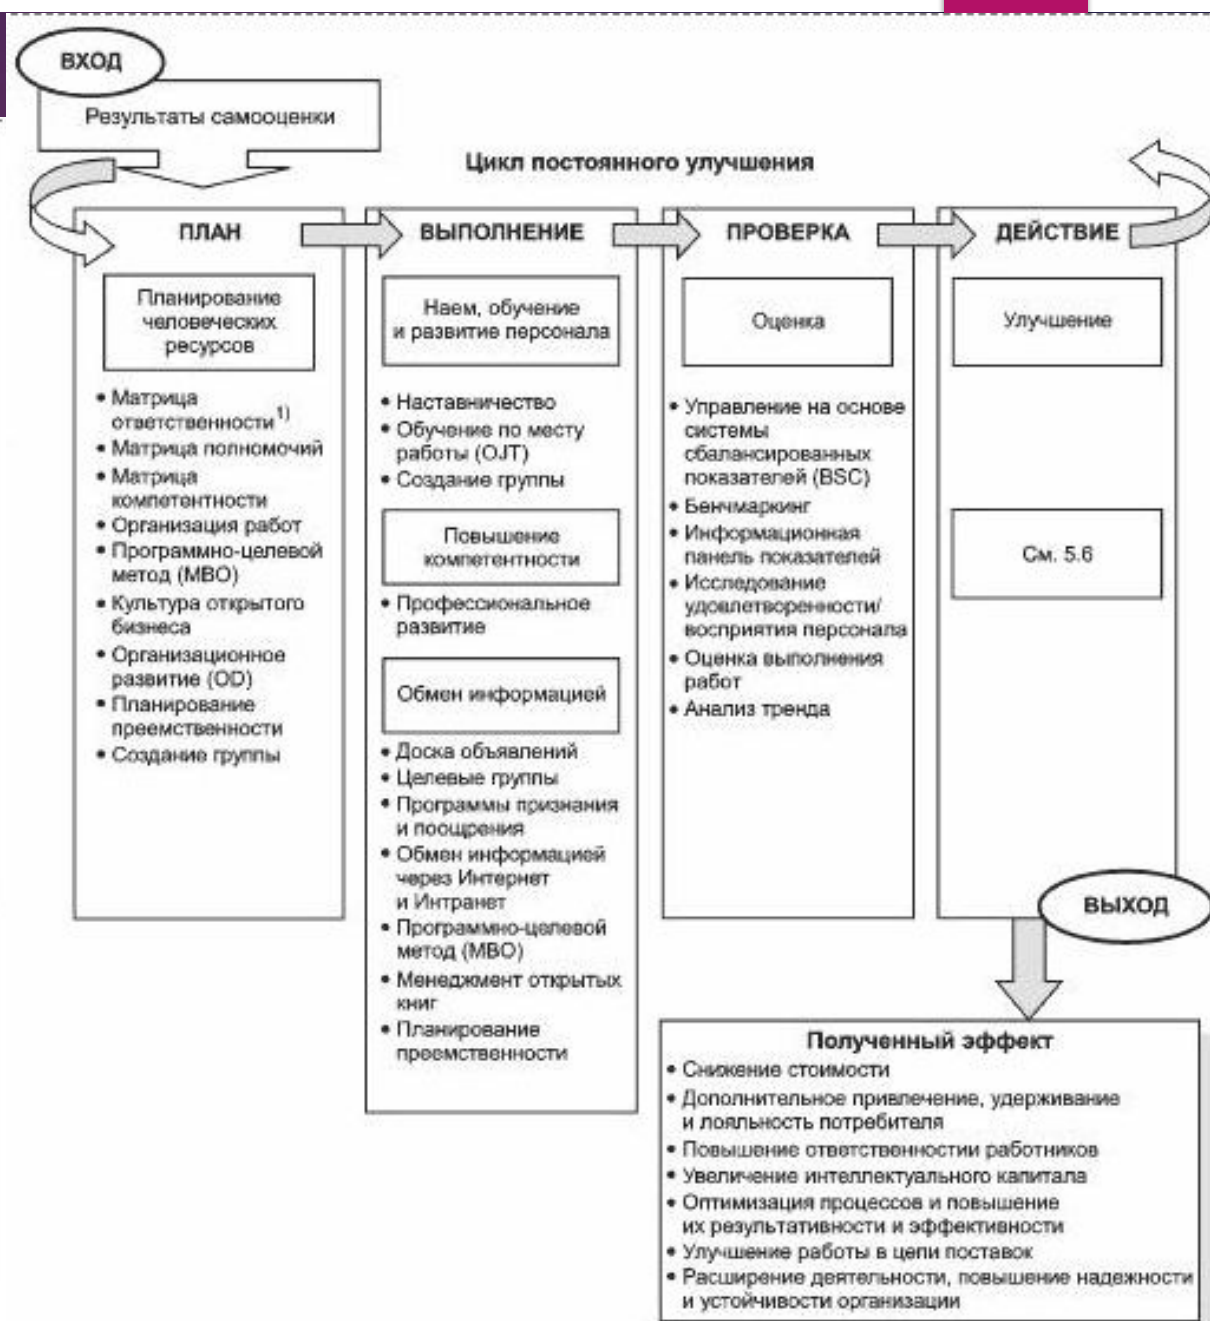 ВХОД
Результаты самооценки
Цикл постоянного улучшения
ПЛАН
Планирование
человеческих
ресурсов
• Матрица
ответственности¹⁾
• Матрица полномочий
• Матрица
компетентности
• Организация работ
• Программно-целевой
метод (МВО)
• Культура открытого
бизнеса
• Организационное
развитие (OD)
• Планирование
преемственности
• Создание группы
ВЫПОЛНЕНИЕ
Наем, обучение
и развитие персонала
• Наставничество
• Обучение по месту
работы (OJT)
• Создание группы
Повышение
компетентности
• Профессиональное
развитие
Обмен информацией
• Доска объявлений
• Целевые группы
• Программы признания
и поощрения
• Обмен информацией
через Интернет
и Интранет
• Программно-целевой
метод (МВО)
• Менеджмент открытых
книг
• Планирование
преемственности
ПРОВЕРКА
Оценка
• Управление на основе
системы
сбалансированных
показателей (BSC)
• Бенчмаркинг
• Информационная
панель показателей
• Исследование
удовлетворенности/
восприятия персонала
• Оценка выполнения
работ
• Анализ тренда
ДЕЙСТВИЕ
Улучшение
См. 5.6
ВЫХОД
Полученный эффект
• Снижение стоимости
• Дополнительное привлечение, удерживание
и лояльность потребителя
• Повышение ответственностии работников
• Увеличение интеллектуального капитала
• Оптимизация процессов и повышение
их результативности и эффективности
• Улучшение работы в цепи поставок
• Расширение деятельности, повышение надежности
и устойчивости организации